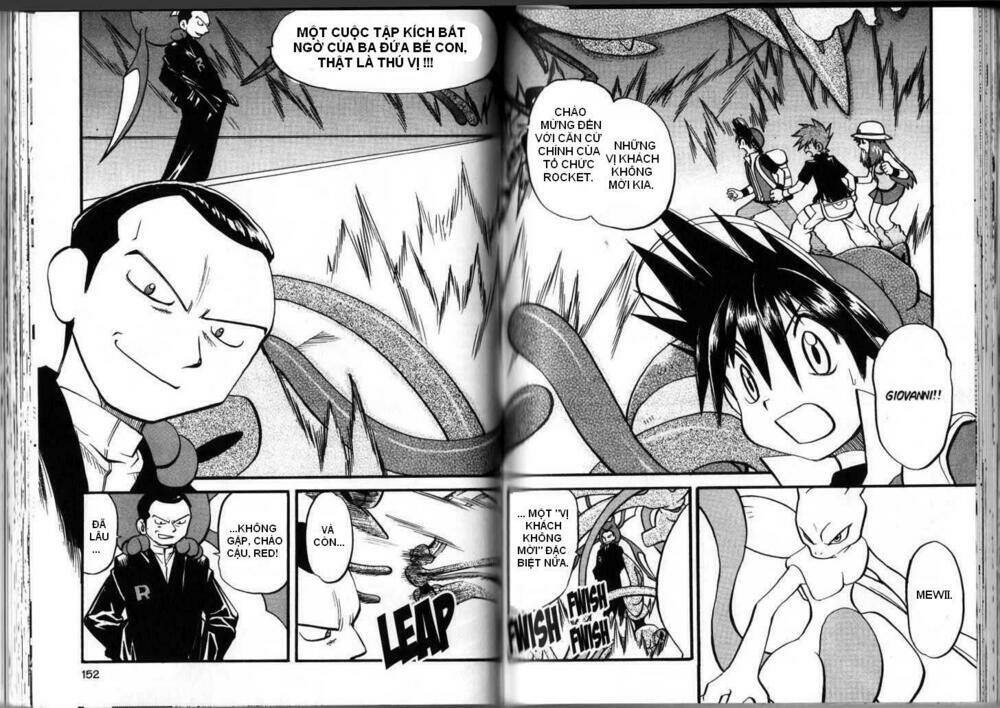 MỘT CUỘC TẬP KÍCH BẤT
NGỜ CỦA BA ĐỨA BÉ CON,
THẬT LÀ THÚ VỊ !!!
R
CHÀO
MỪNG ĐẾN
VỚI CĂN CỨ
CHÍNH CỦA
TỔ CHỨC
ROCKET.
NHỮNG
VỊ KHÁCH
KHÔNG
MỜI KIA.
GIOVANNI!!
ĐÃ
LÂU
...
...KHÔNG
GẶP, CHÀO
CẬU, RED!
R
VÀ
CÒN...
LEAP
... MỘT "VỊ
KHÁCH
KHÔNG
MỜI" ĐẶC
BIỆT NỮA.
FWISH
FWISH
FWISH
MEWII.
152